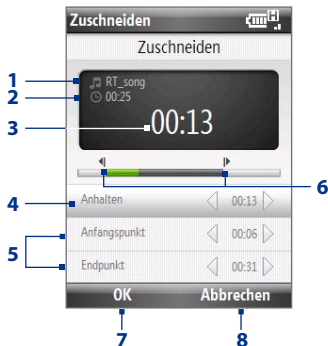 Zuschneiden
Zuschneiden
1
RT_song
2
00:25
3
00:13
6
4
Anhalten
00:13
5
Anfangspunkt
00:06
Endpunkt
00:31
OK
Abbrechen
7
8